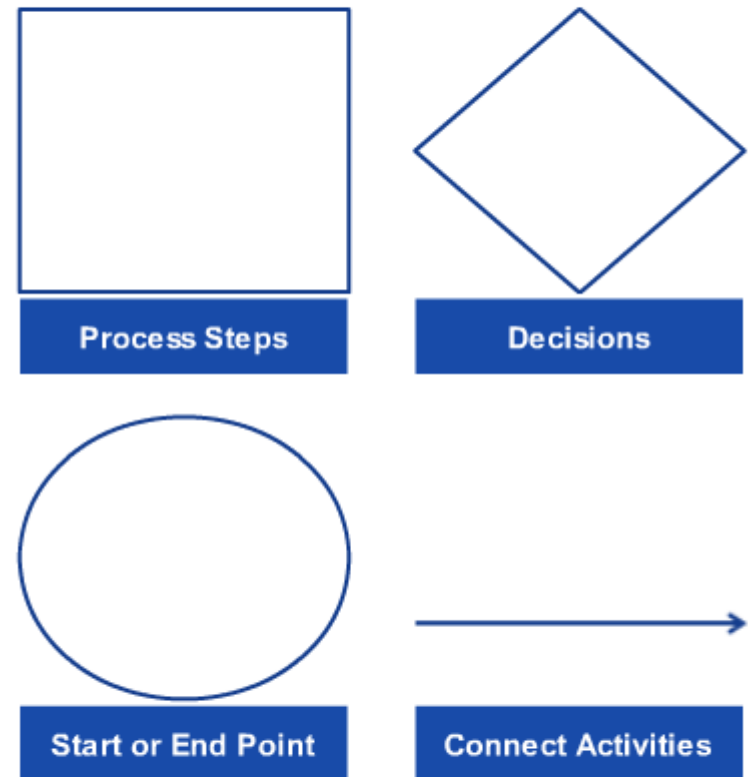 Process Steps
Decisions
Start or End Point
Connect Activities